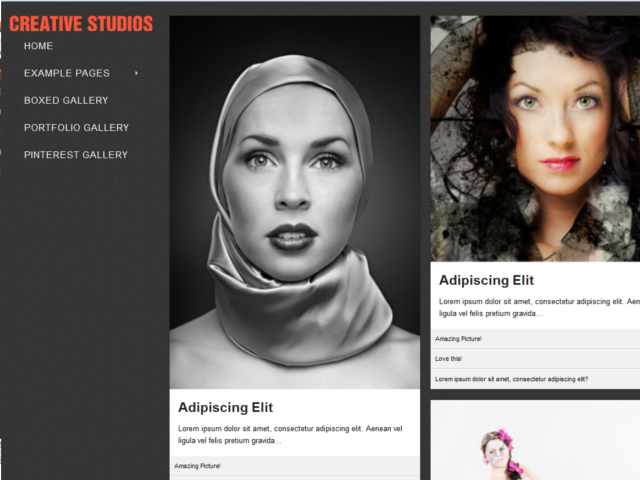 CREATIVE STUDIOS
HOME
EXAMPLE PAGES
BOXED GALLERY
PORTFOLIO GALLERY
PINTEREST GALLERY
Adipiscing Elit
Lorem ipsum dolor sit amet, consectetur adipiscing elit. Aenean vel
ligula vel felis pretium gravida...
Amazing Picture!
Adipiscing Elit
Lorem ipsum dolor sit amet, consectetur adipiscing elit.
ligula vel felis pretium gravida...
Amazing Picture!
Love this!
Lorem ipsum dolor sit amet, consectetur adipiscing elit?